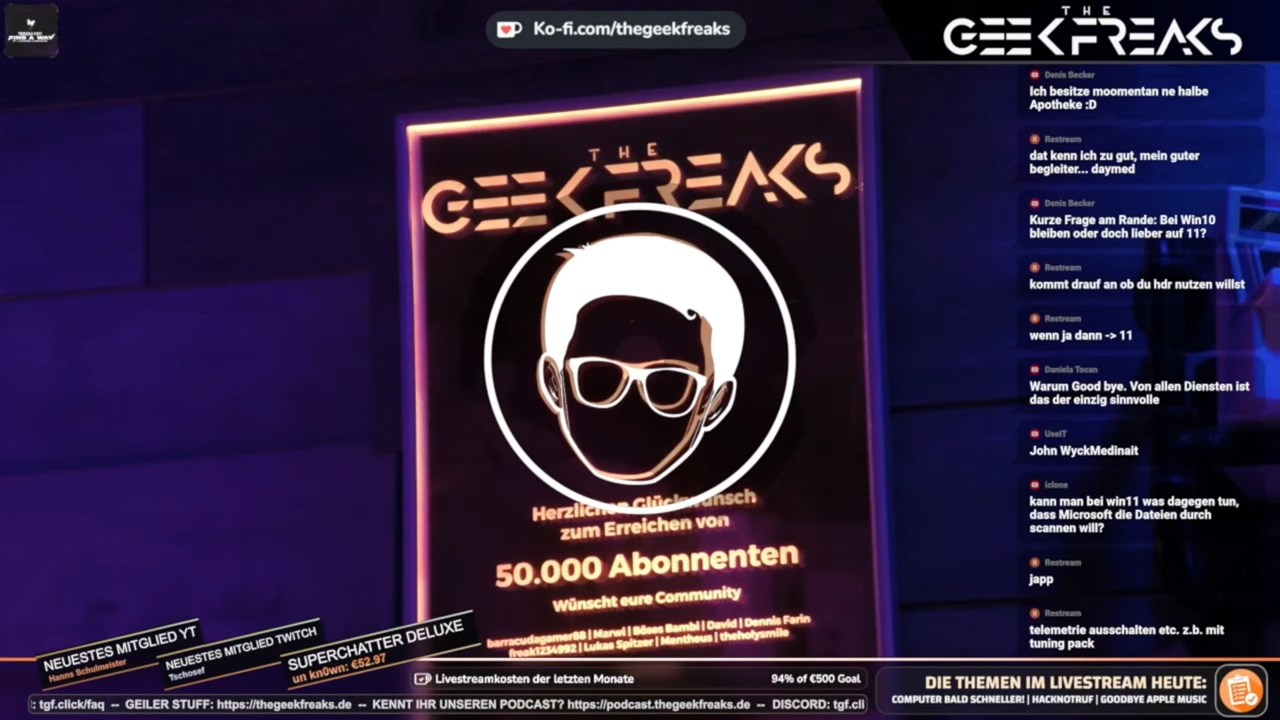 FIND A WAY
Ko-fi.com/thegeekfreaks
THE
GEEKFREAKS
THE
GEEKFREAKS
Herzlichen Glückwunsch
zum Erreichen von
50.000 Abonnenten
Wünscht eure Community
barracudagamer88 | Marwi | Böses Bambi | David | Dennis Farin
freak1234992 | Lukas Spitzer | Mentheus | theholysmile
Denis Becker
Ich besitze moomentan ne halbe
Apotheke :D
Restream
dat kenn ich zu gut, mein guter
begleiter... daymed
Denis Becker
Kurze Frage am Rande: Bei Win10
bleiben oder doch lieber auf 11?
Restream
kommt drauf an ob du hdr nutzen willst
Restream
wenn ja dann -> 11
Daniela Tocan
Warum Good bye. Von allen Diensten ist
das der einzig sinnvolle
UseIT
John WyckMedinait
iclone
kann man bei win11 was dagegen tun,
dass Microsoft die Dateien durch
scannen will?
Restream
japp
Restream
telemetrie ausschalten etc. z.b. mit
tuning pack
NEUESTES MITGLIED YT
Hanns Schulmeister
NEUESTES MITGLIED TWITCH
Tschosef
SUPERCHATTER DELUXE
un kn0wn: €52.97
Livestreamkosten der letzten Monate
94% of €500 Goal
: tgf.click/faq -- GEILER STUFF: https://thegeekfreaks.de -- KENNT IHR UNSEREN PODCAST? https://podcast.thegeekfreaks.de -- DISCORD: tgf.cli
DIE THEMEN IM LIVESTREAM HEUTE:
COMPUTER BALD SCHNELLER! | HACKNOTRUF | GOODBYE APPLE MUSIC